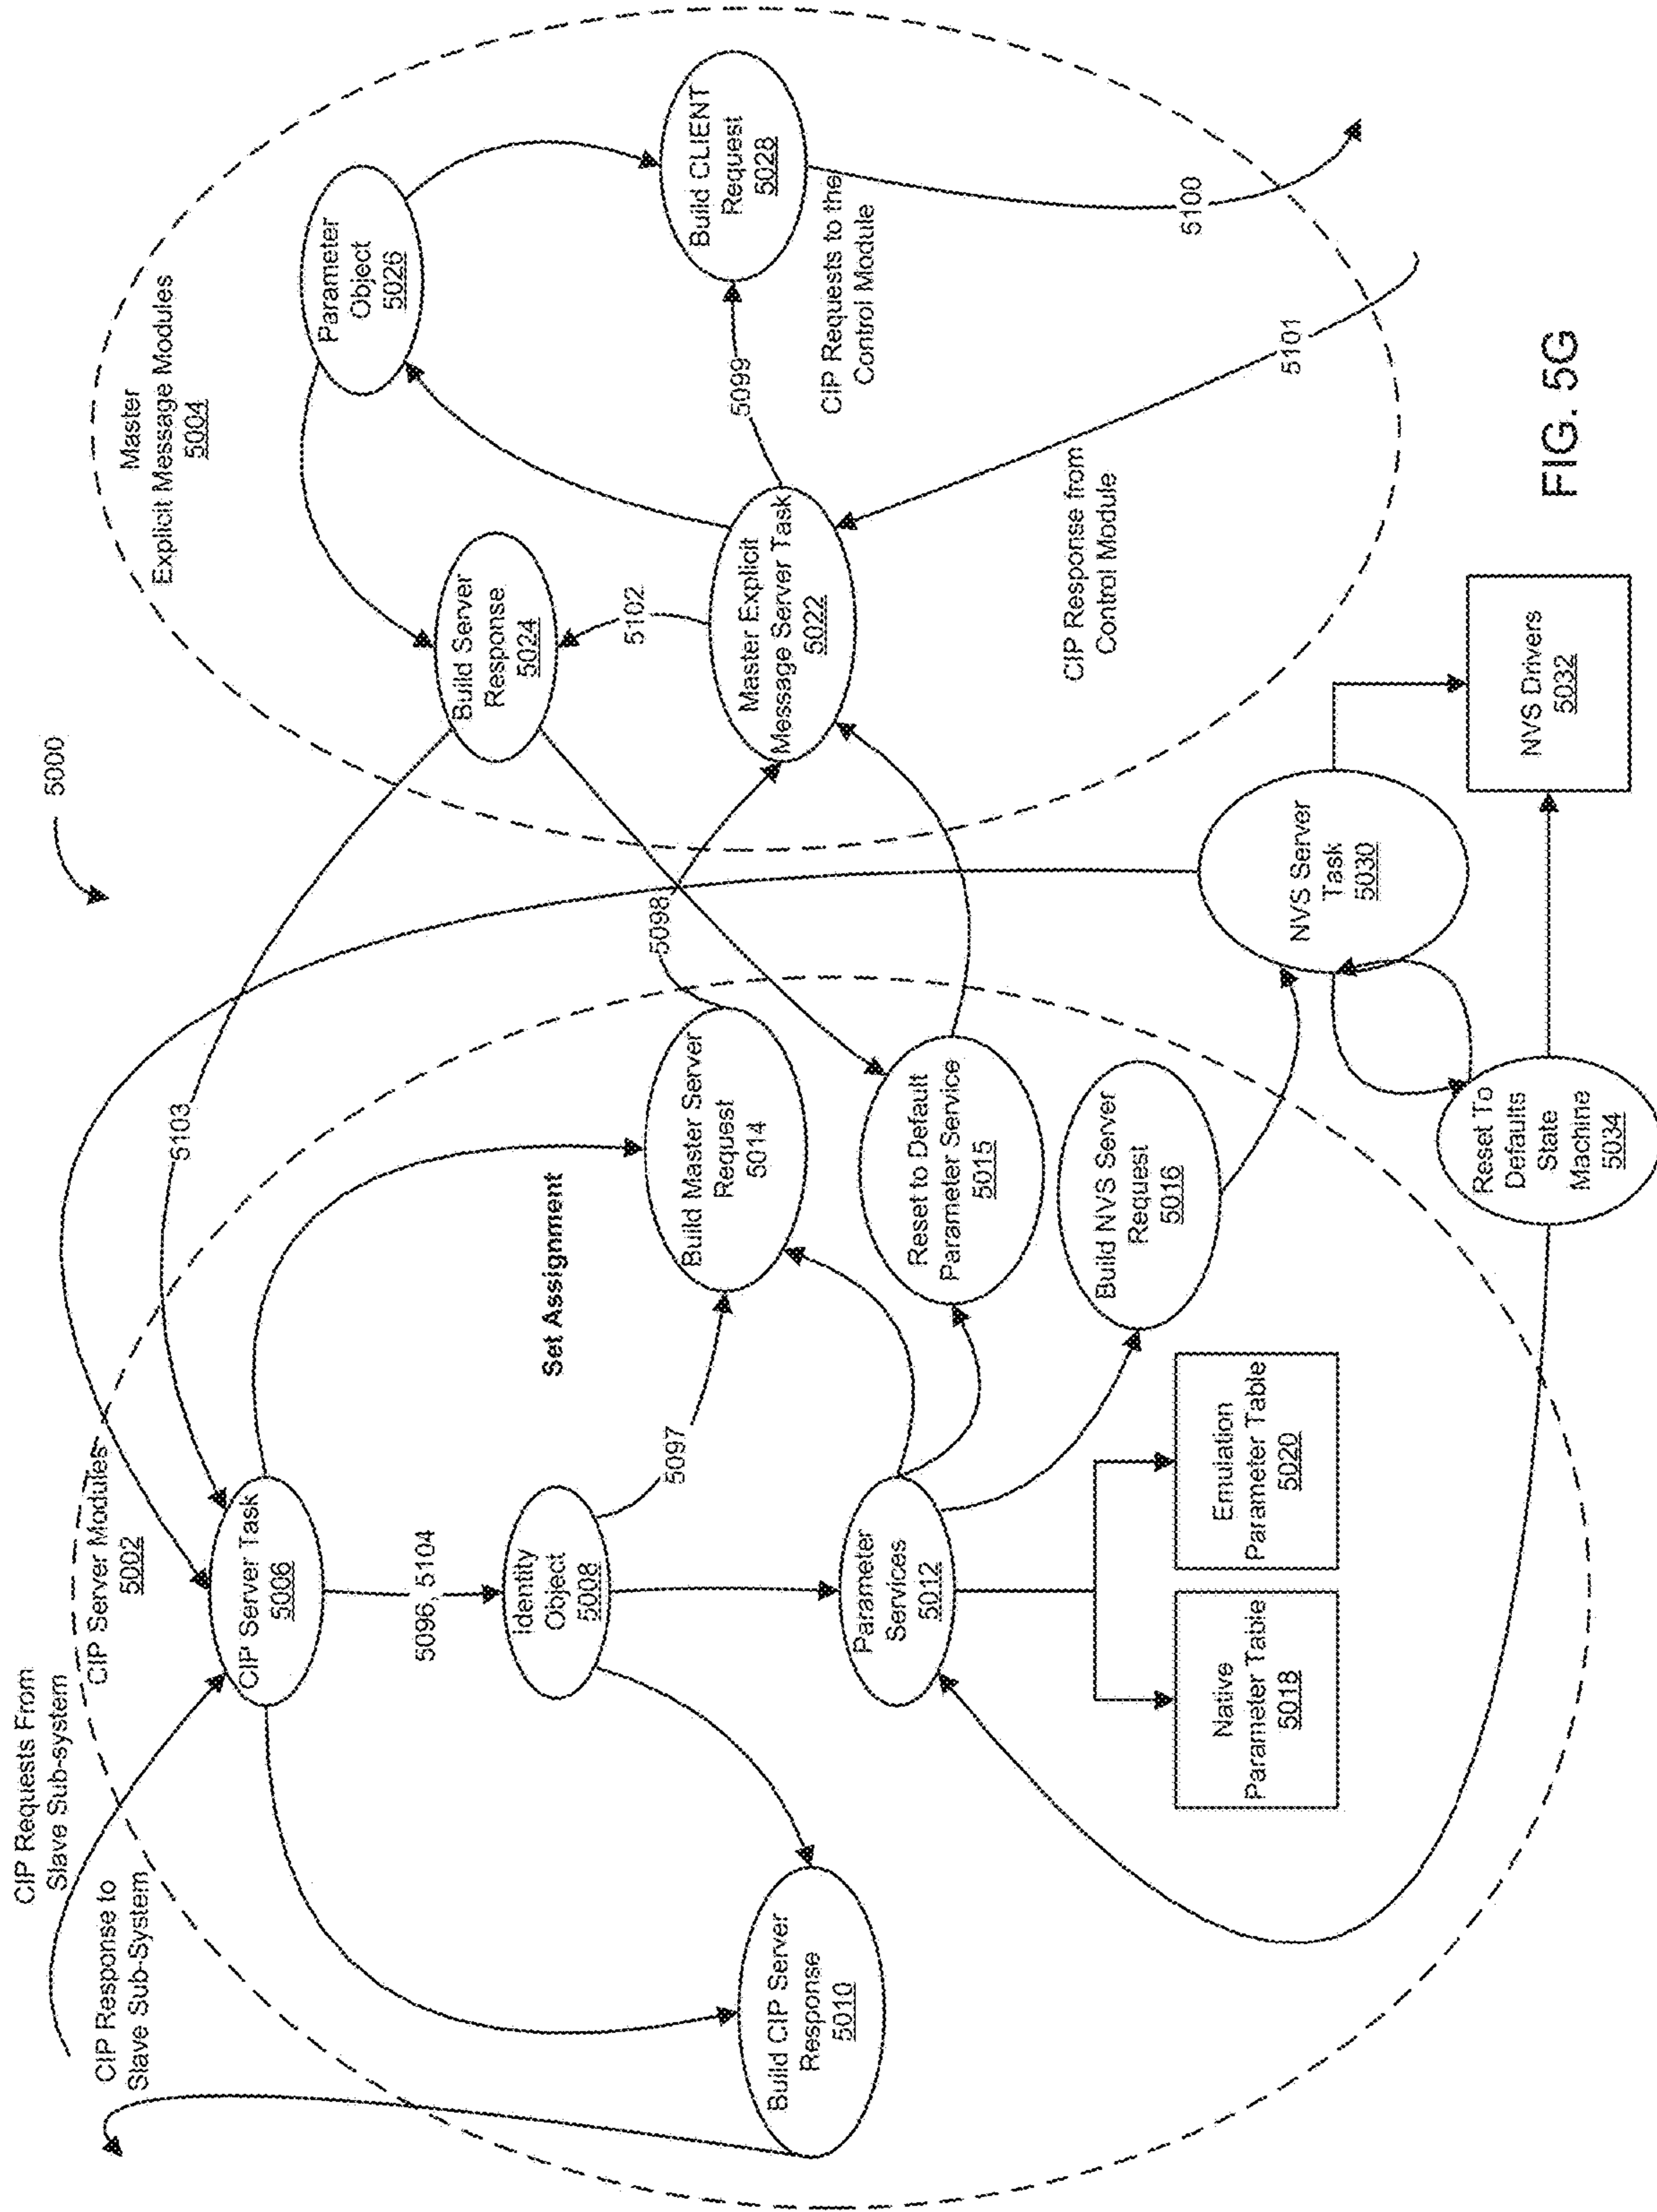 5000
CIP Requests From
Slave Sub-system
CIP Response to
Slave Sub-System
CIP Server Modules
5002
CIP Server Task
5006
5103
5096, 5104
Identity
Object
5008
5097
Set Assignment
Build Master Server
Request
5014
5098
Build CIP Server
Response
5010
Parameter
Services
5012
Reset to Default
Parameter Service
5015
Build NVS Server
Request
5016
Native
Parameter Table
5018
Emulation
Parameter Table
5020
Master
Explicit Message Modules
5004
Parameter
Object
5026
Build Server
Response
5024
5102
Master Explicit
Message Server Task
5022
5099
Build CLIENT
Request
5028
CIP Requests to the
Control Module
5100
5101
CIP Response from
Control Module
NVS Server
Task
5030
NVS Drivers
5032
Reset To
Defaults
State
Machine
5034
FIG. 5G